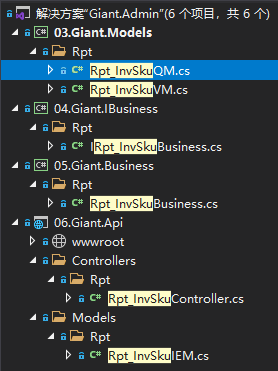 解决方案"Giant.Admin"(6 个项目，共 6 个)
03.Giant.Models
Rpt
Rpt_InvSkuQM.cs
Rpt_InvSkuVM.cs
04.Giant.IBusiness
Rpt
IRpt_InvSkuBusiness.cs
05.Giant.Business
Rpt
Rpt_InvSkuBusiness.cs
06.Giant.Api
wwwroot
Controllers
Rpt
Rpt_InvSkuController.cs
Models
Rpt
Rpt_InvSkuIEM.cs